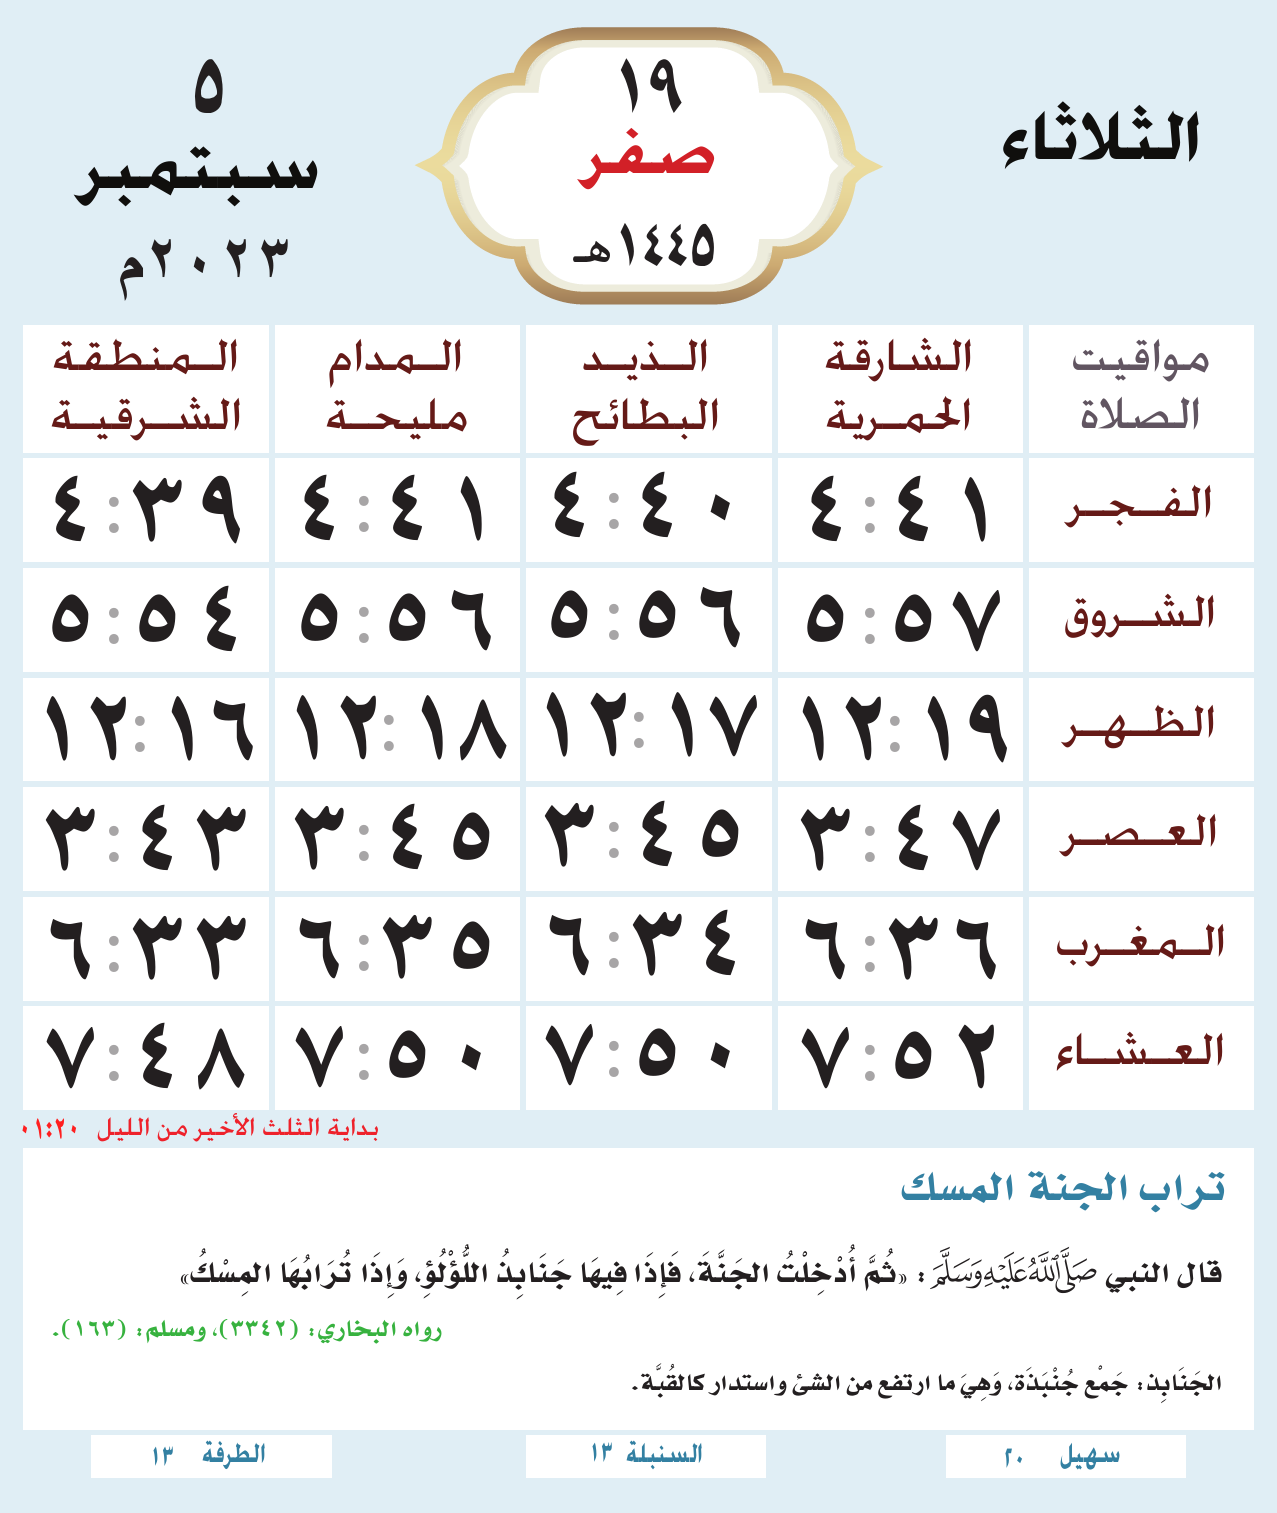 الثلاثاء
١٩
صفر
١٤٤٥هـ
٥
سبتمبر
٢٠٢٣م
مواقيت الصلاة	الشارقة الحمرية	الذيد البطائح	المدام مليحة	المنطقة الشرقية
الفجر	٤:٤١	٤:٤٠	٤:٤١	٤:٣٩
الشروق	٥:٥٧	٥:٥٦	٥:٥٦	٥:٥٤
الظهر	١٢:١٩	١٢:١٧	١٢:١٨	١٢:١٦
العصر	٣:٤٧	٣:٤٥	٣:٤٥	٣:٤٣
المغرب	٦:٣٦	٦:٣٤	٦:٣٥	٦:٣٣
العشاء	٧:٥٢	٧:٥٠	٧:٥٠	٧:٤٨
بداية الثلث الأخير من الليل ٠١:٢٠
تراب الجنة المسك
قال النبي صَلَّى ٱللَّهُ عَلَيْهِ وَسَلَّمَ: «ثُمَّ أُدْخِلْتُ الجَنَّةَ، فَإِذَا فِيهَا جَنَابِذُ اللُّؤْلُؤِ، وَإِذَا تُرَابُهَا المِسْكُ»
رواه البخاري: (٣٣٤٢)، ومسلم: (١٦٣).
الجَنَابِذ: جَمْع جُنْبَذَة، وَهِيَ ما ارتفع من الشئ واستدار كالقُبَّة.
سهيل ٢٠
السنبلة ١٣
الطرفة ١٣